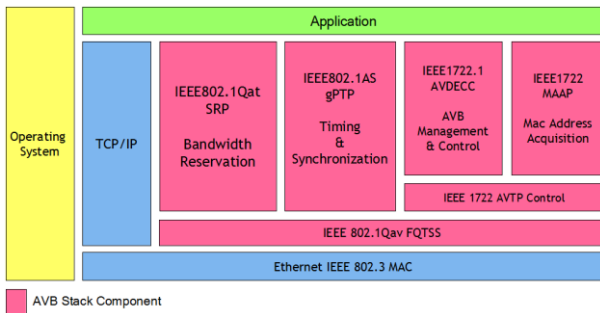 Application
Operating
System
TCP/IP
IEEE802.1Qat
SRP
Bandwidth
Reservation
IEEE802.1AS
gPTP
Timing
&
Synchronization
IEEE1722.1
AVDECC
AVB
Management
& Control
IEEE1722
MAAP
Mac Address
Acquisition
IEEE 1722 AVTP Control
IEEE 802.1Qav FQTSS
Ethernet IEEE 802.3 MAC
AVB Stack Component